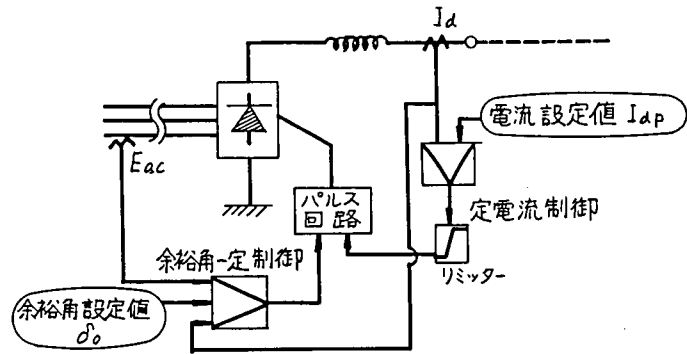 Id
電流設定値 Idp
Eac
パルス
回路
定電流制御
リミッター
余裕角一定制御
余裕角設定値
δo